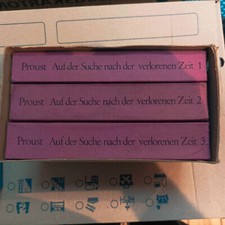 Proust Auf der Suche nach der verlorenen Zeit 1
Proust Auf der Suche nach der verlorenen Zeit 2
Proust Auf der Suche nach der verlorenen Zeit 3